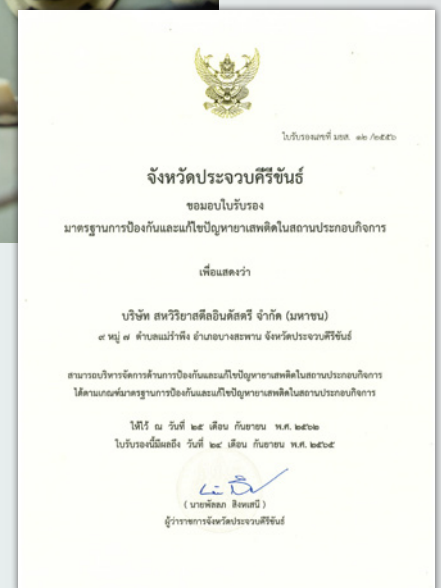 ใบรับรองเลขที่ มยส. ๑๒ /๒๕๕๖
จังหวัดประจวบคีรีขันธ์
ขอมอบใบรับรอง
มาตรฐานการป้องกันและแก้ไขปัญหายาเสพติดในสถานประกอบกิจการ
เพื่อแสดงว่า
บริษัท สหวิริยาสตีลอินดัสตรี จำกัด (มหาชน)
๙ หมู่ ๗ ตำบลแม่รำพึง อำเภอบางสะพาน จังหวัดประจวบคีรีขันธ์
สามารถบริหารจัดการด้านการป้องกันและแก้ไขปัญหายาเสพติดในสถานประกอบกิจการ
ได้ตามเกณฑ์มาตรฐานการป้องกันและแก้ไขปัญหายาเสพติดในสถานประกอบกิจการ
ให้ไว้ ณ วันที่ ๒๕ เดือน กันยายน พ.ศ. ๒๕๖๒
ใบรับรองนี้มีผลถึง วันที่ ๒๔ เดือน กันยายน พ.ศ. ๒๕๖๕
( นายพัลลภ สิงหเสนี )
ผู้ว่าราชการจังหวัดประจวบคีรีขันธ์